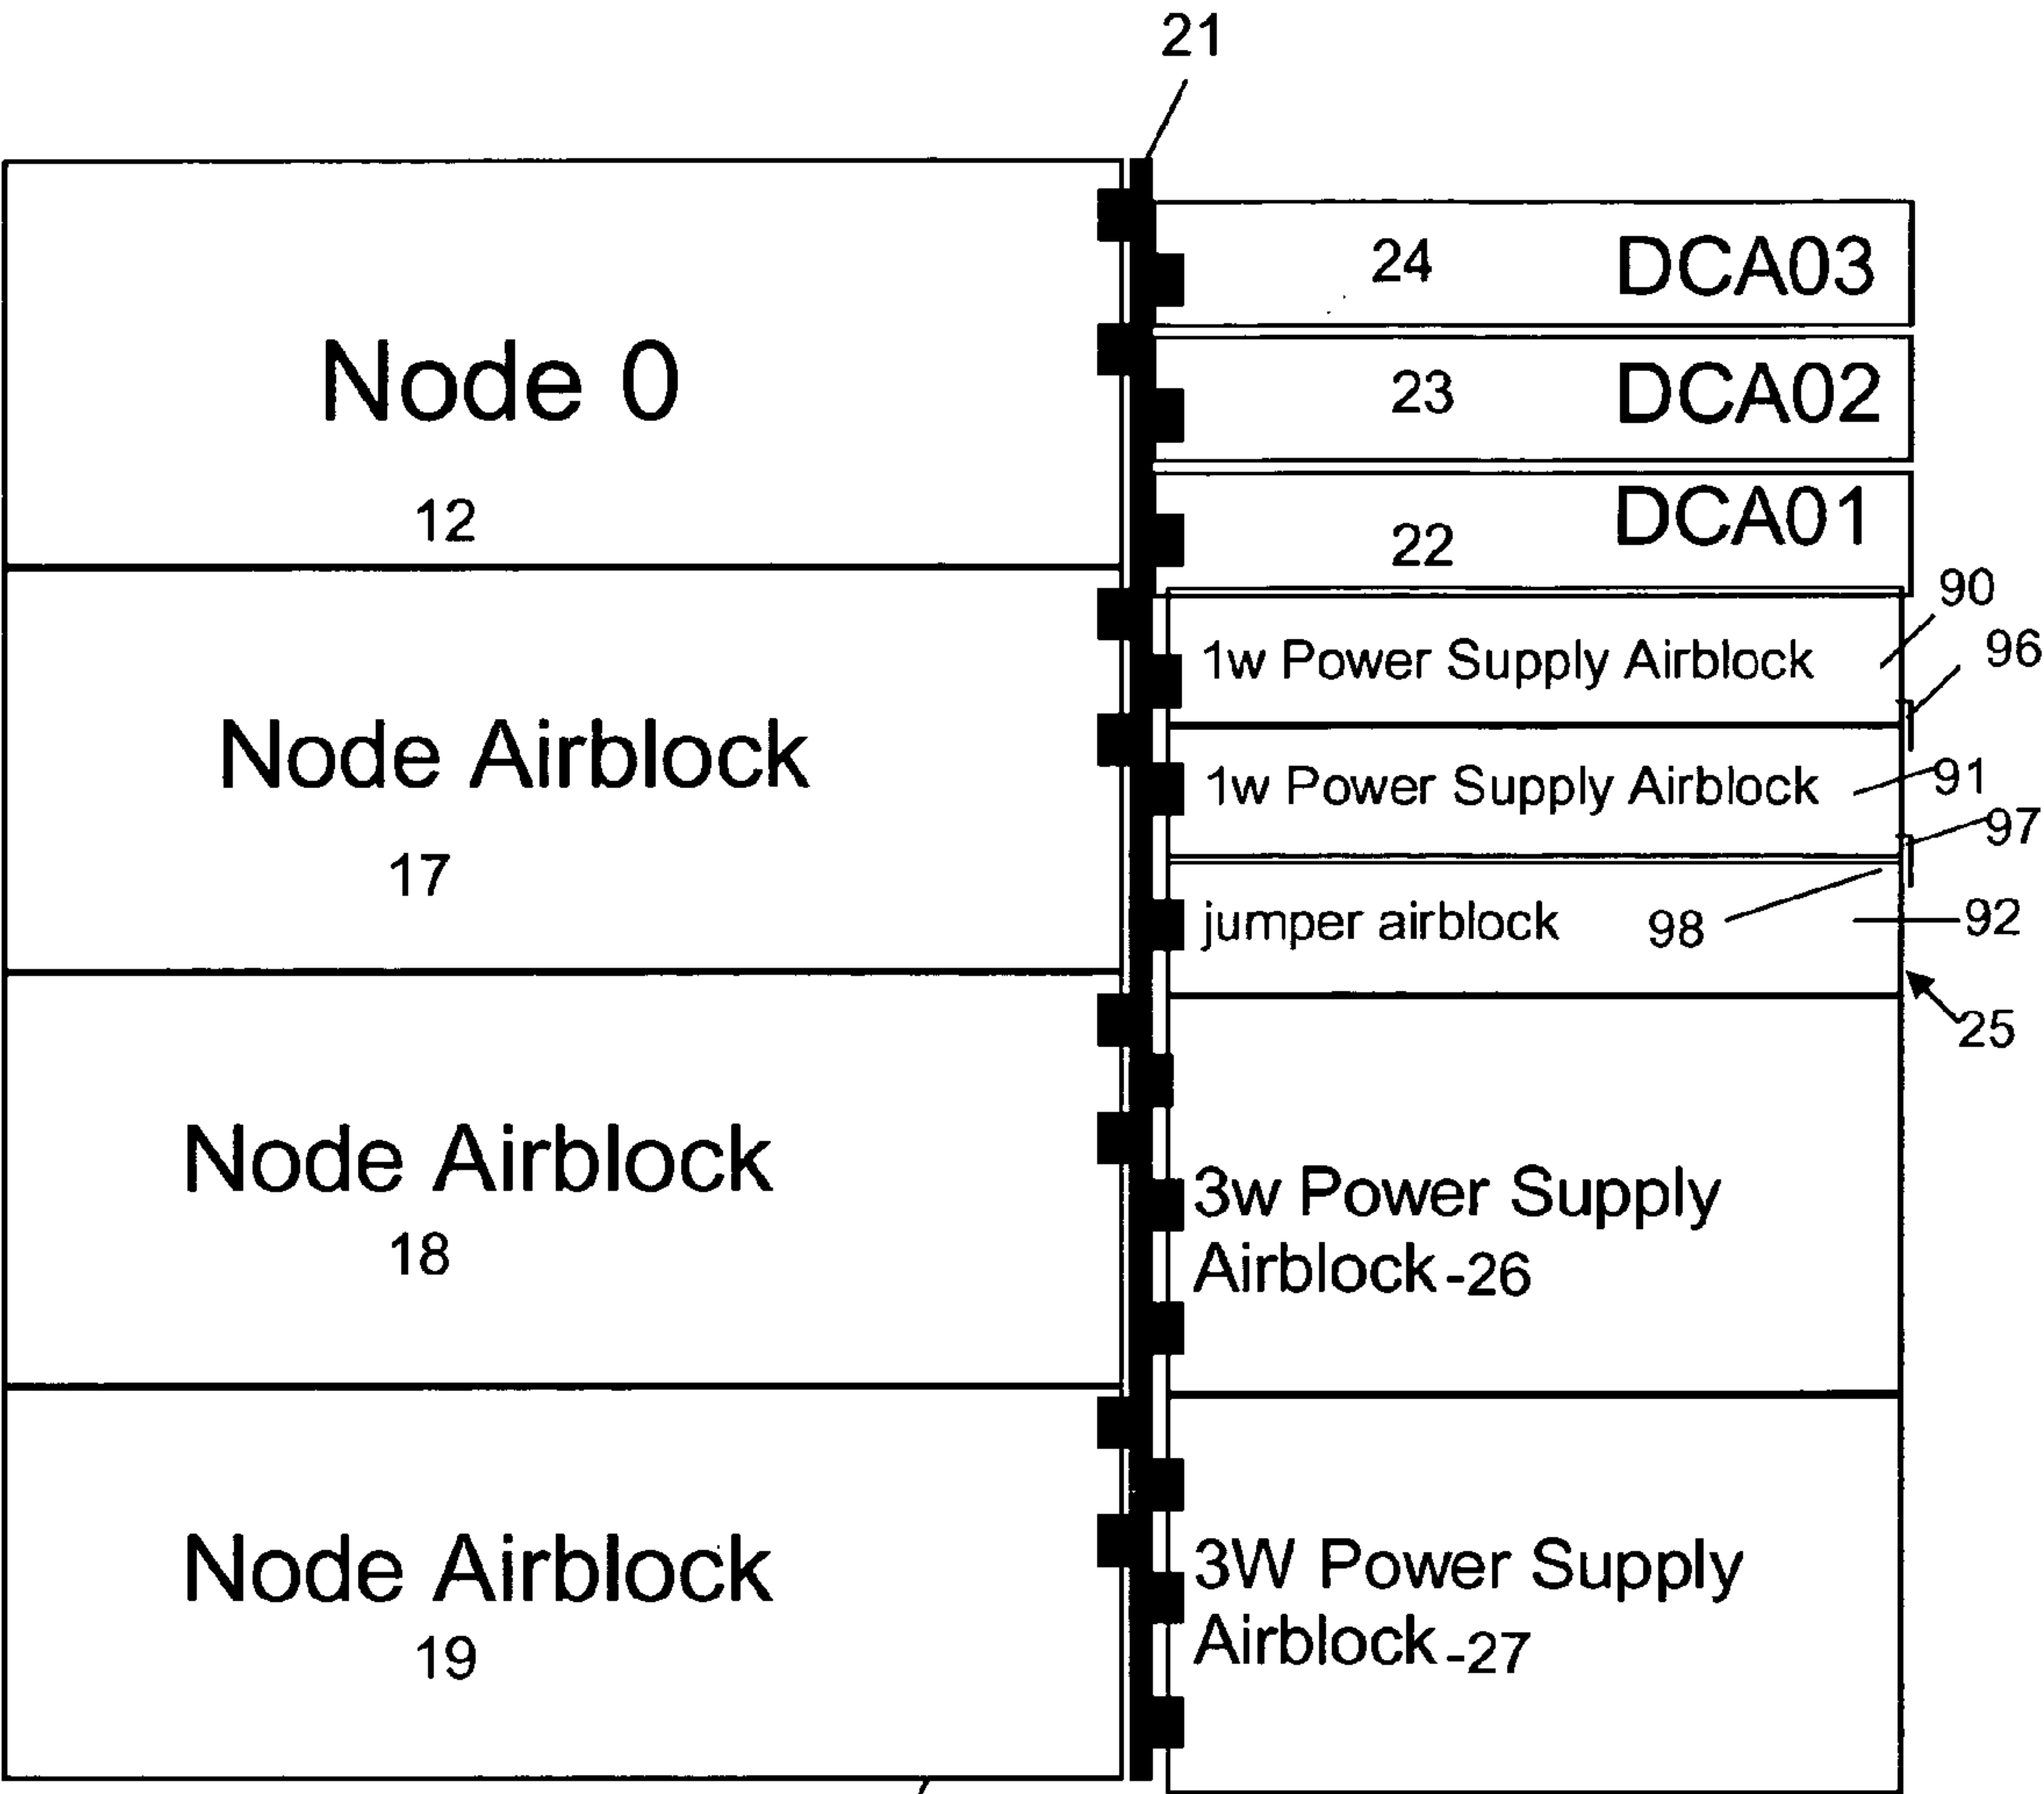 21
Node 0
12
Node Airblock
17
Node Airblock
18
Node Airblock
19
24 DCA03
23 DCA02
22 DCA01
90
1w Power Supply Airblock
96
1w Power Supply Airblock
91
97
jumper airblock 98
92
25
3w Power Supply
Airblock-26
3W Power Supply
Airblock-27